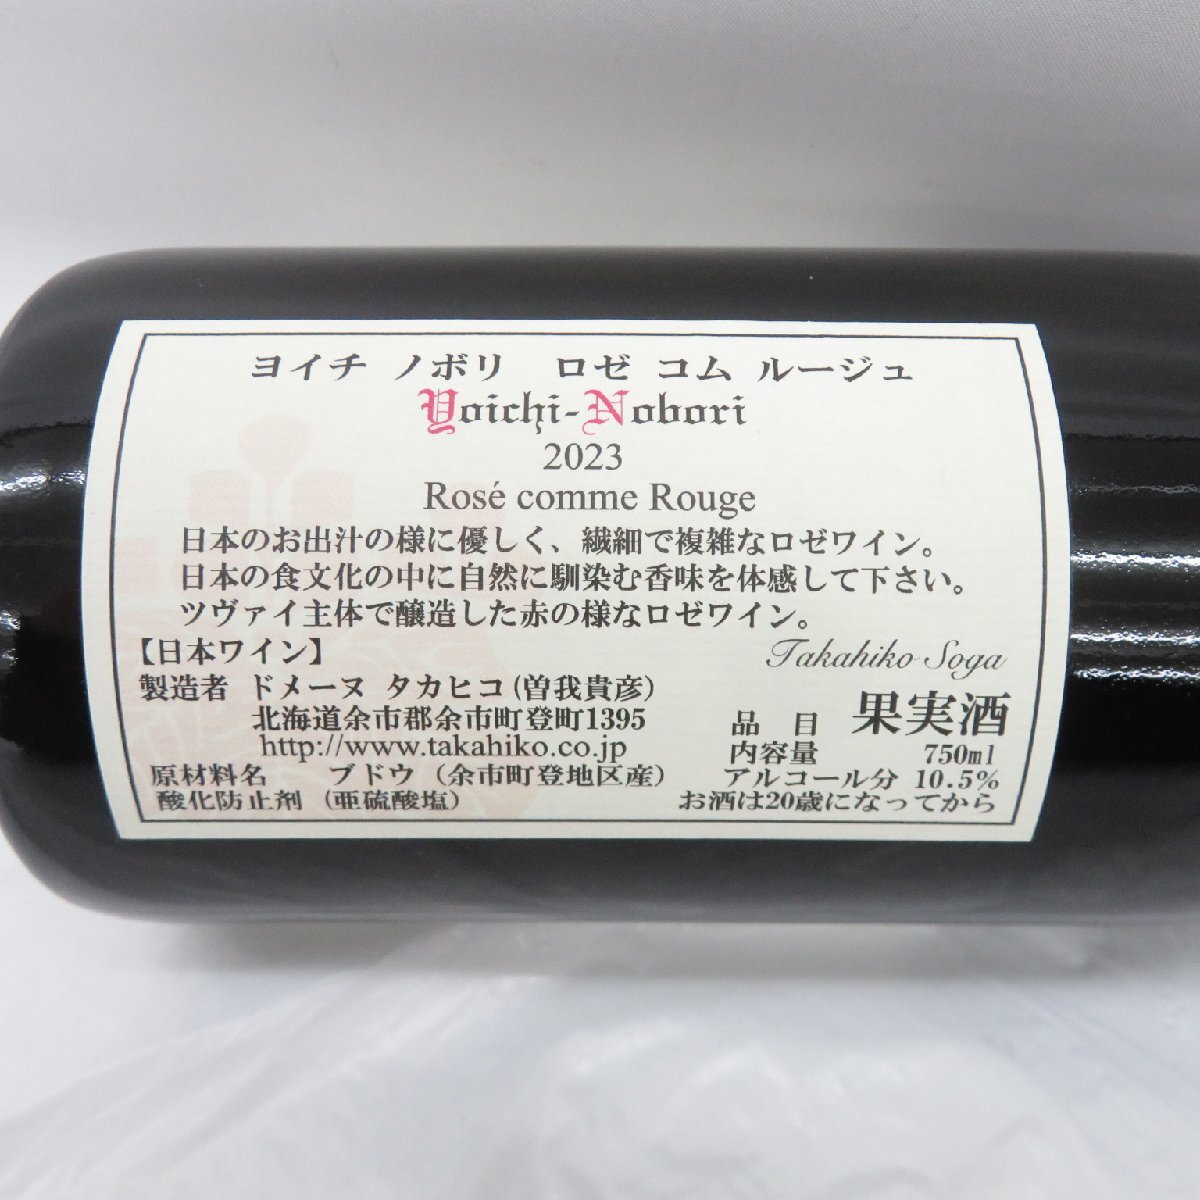 ヨイチ ノボリ　ロゼ コム ルージュ
Yoichi-Nobori
2023
Rosé comme Rouge
日本のお出汁の様に優しく、繊細で複雑なロゼワイン。
日本の食文化の中に自然に馴染む香味を体感して下さい。
ツヴァイ主体で醸造した赤の様なロゼワイン。
【日本ワイン】
Takahiko Soga
製造者 ドメーヌ タカヒコ(曽我貴彦)
北海道余市郡余市町登町1395
http://www.takahiko.co.jp
原材料名　ブドウ（余市町登地区産）
酸化防止剤（亜硫酸塩）
品　目 果実酒
内容量 750ml
アルコール分 10.5%
お酒は20歳になってから